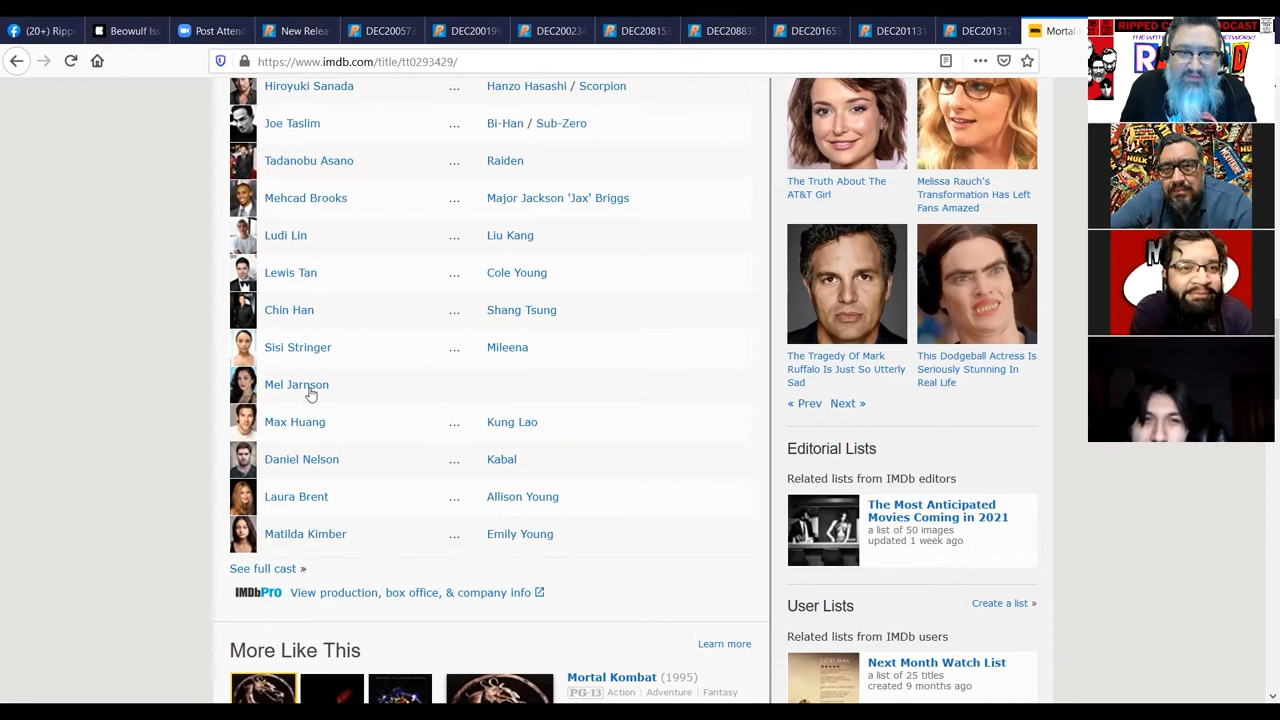 (20+) Ripp
Beowulf Iss
Post Attend
New Relea
DEC20057
DEC200199
DEC20815
DEC20883
DEC201653
DEC201131
DEC201312
Mortal
https://www.imdb.com/title/tt0293429/
Hiroyuki Sanada ... Hanzo Hasashi / Scorpion
Joe Taslim ... Bi-Han / Sub-Zero
Tadanobu Asano ... Raiden
Mehcad Brooks ... Major Jackson 'Jax' Briggs
Ludi Lin ... Liu Kang
Lewis Tan ... Cole Young
Chin Han ... Shang Tsung
Sisi Stringer ... Mileena
Mel Jarnson
Max Huang ... Kung Lao
Daniel Nelson ... Kabal
Laura Brent ... Allison Young
Matilda Kimber ... Emily Young
See full cast »
IMDbPro View production, box office, & company info
More Like This
Learn more
Mortal Kombat (1995)
PG-13 | Action | Adventure | Fantasy
The Truth About The
AT&T Girl
Melissa Rauch's
Transformation Has Left
Fans Amazed
The Tragedy Of Mark
Ruffalo Is Just So Utterly
Sad
This Dodgeball Actress Is
Seriously Stunning In
Real Life
« Prev Next »
Editorial Lists
Related lists from IMDb editors
The Most Anticipated
Movies Coming in 2021
a list of 50 images
updated 1 week ago
User Lists
Create a list »
Related lists from IMDb users
Next Month Watch List
a list of 25 titles
created 9 months ago
RIPPED
PODCAST
HULK
WOLVERINE